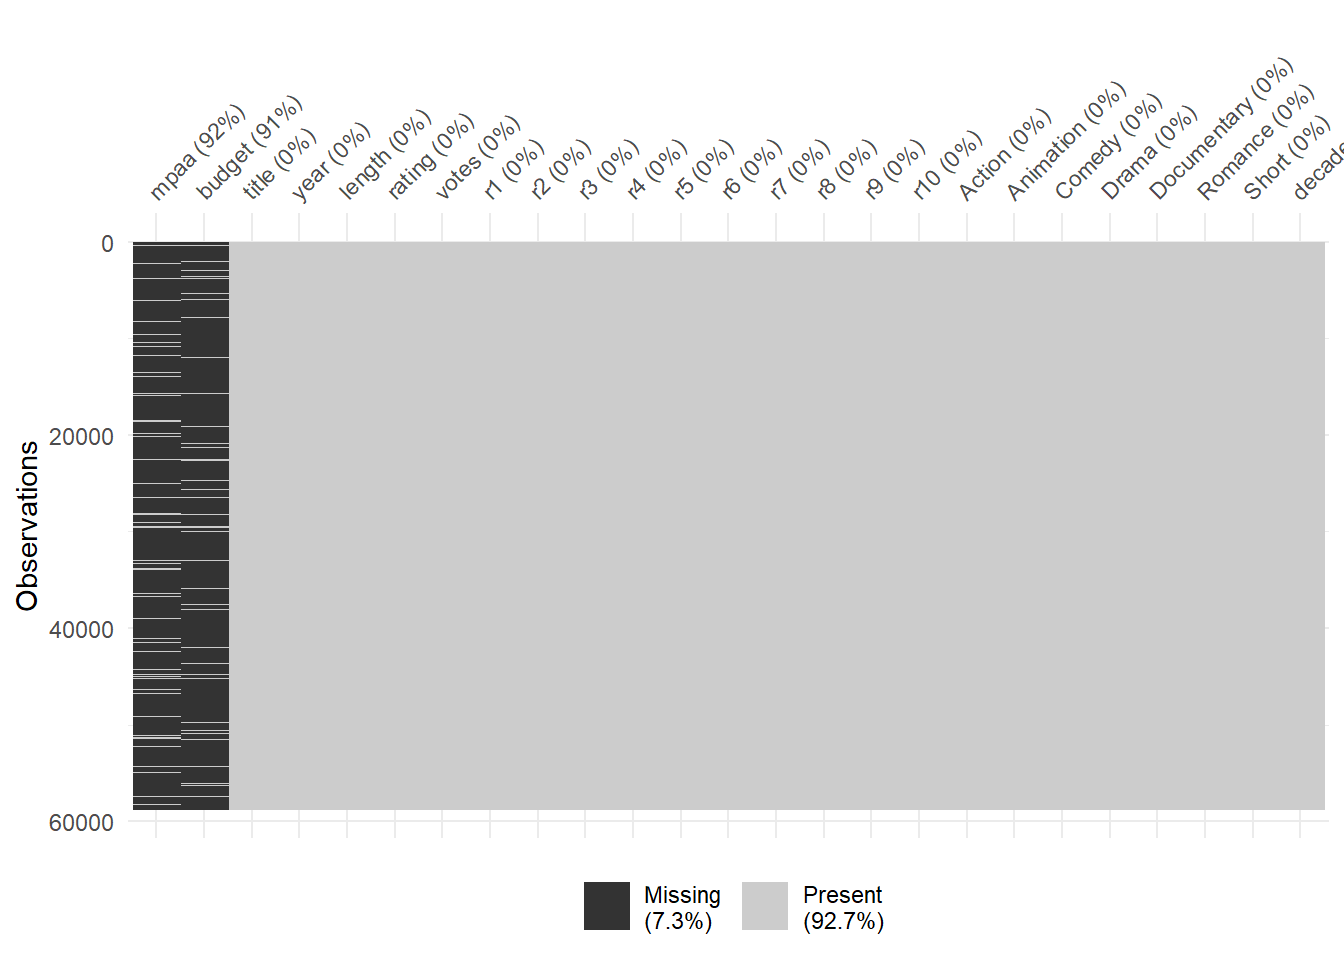 mpaa (92%)
budget (91%)
title (0%)
year (0%)
length (0%)
rating (0%)
votes (0%)
r1 (0%)
r2 (0%)
r3 (0%)
r4 (0%)
r5 (0%)
r6 (0%)
r7 (0%)
r8 (0%)
r9 (0%)
r10 (0%)
Action (0%)
Animation (0%)
Comedy (0%)
Drama (0%)
Documentary (0%)
Romance (0%)
Short (0%)
decade
0
20000
40000
60000
Observations
Missing
(7.3%)
Present
(92.7%)